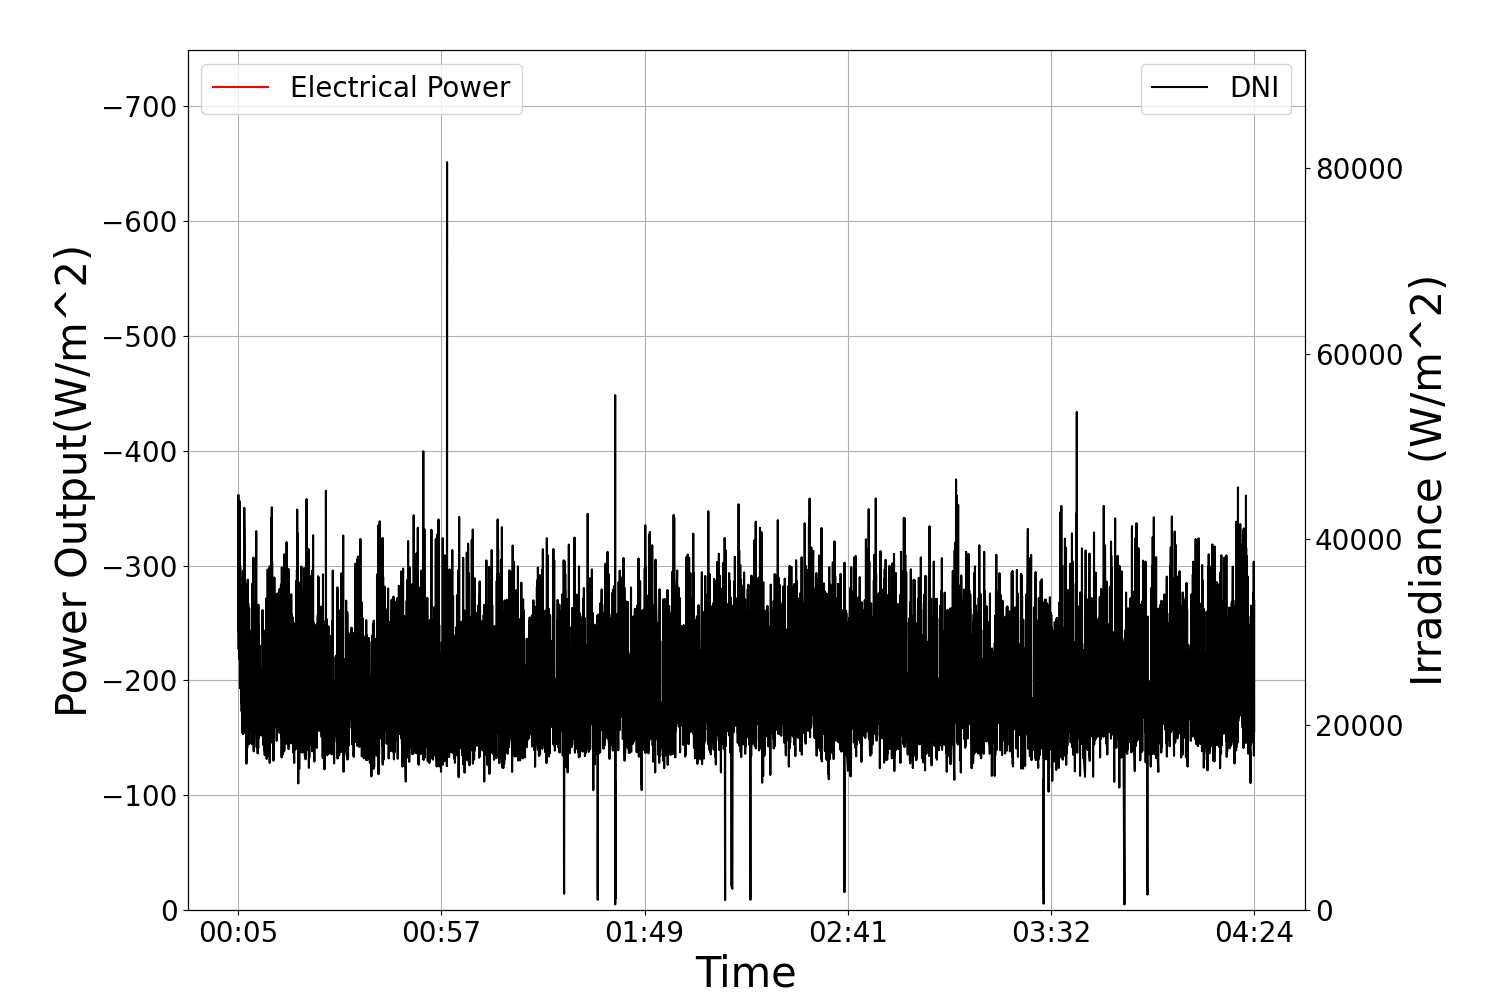 Electrical Power
DNI
Power Output(W/m^2)
−700
−600
−500
−400
−300
−200
−100
0
80000
60000
40000
20000
0
Irradiance (W/m^2)
00:05 00:57 01:49 02:41 03:32 04:24
Time